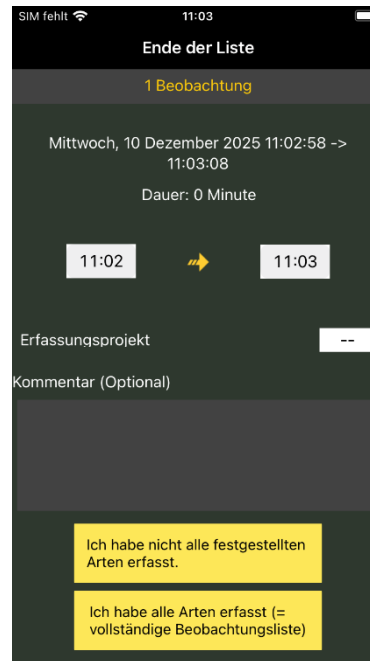 SIM fehlt 11:03
Ende der Liste
1 Beobachtung
Mittwoch, 10 Dezember 2025 11:02:58 ->
11:03:08
Dauer: 0 Minute
11:02 11:03
Erfassungsprojekt --
Kommentar (Optional)
Ich habe nicht alle festgestellten
Arten erfasst.
Ich habe alle Arten erfasst (=
vollständige Beobachtungsliste)